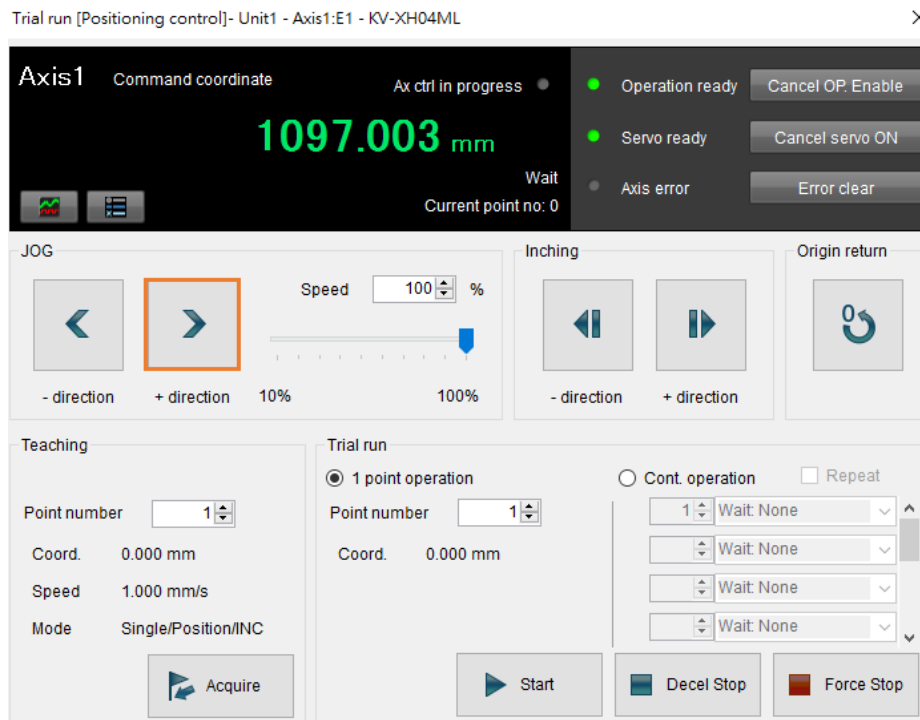 Trial run [Positioning control]- Unit1 - Axis1:E1 - KV-XH04ML
Axis1 Command coordinate
Ax ctrl in progress
1097.003 mm
Wait
Current point no: 0
Operation ready Cancel OP. Enable
Servo ready Cancel servo ON
Axis error Error clear
JOG
Speed 100 %
- direction + direction 10% 100%
Inching
- direction + direction
Origin return
0
Teaching
Point number 1
Coord. 0.000 mm
Speed 1.000 mm/s
Mode Single/Position/INC
Acquire
Trial run
1 point operation
Point number 1
Coord. 0.000 mm
Cont. operation Repeat
1 Wait: None
Wait: None
Wait: None
Wait: None
Start Decel Stop Force Stop